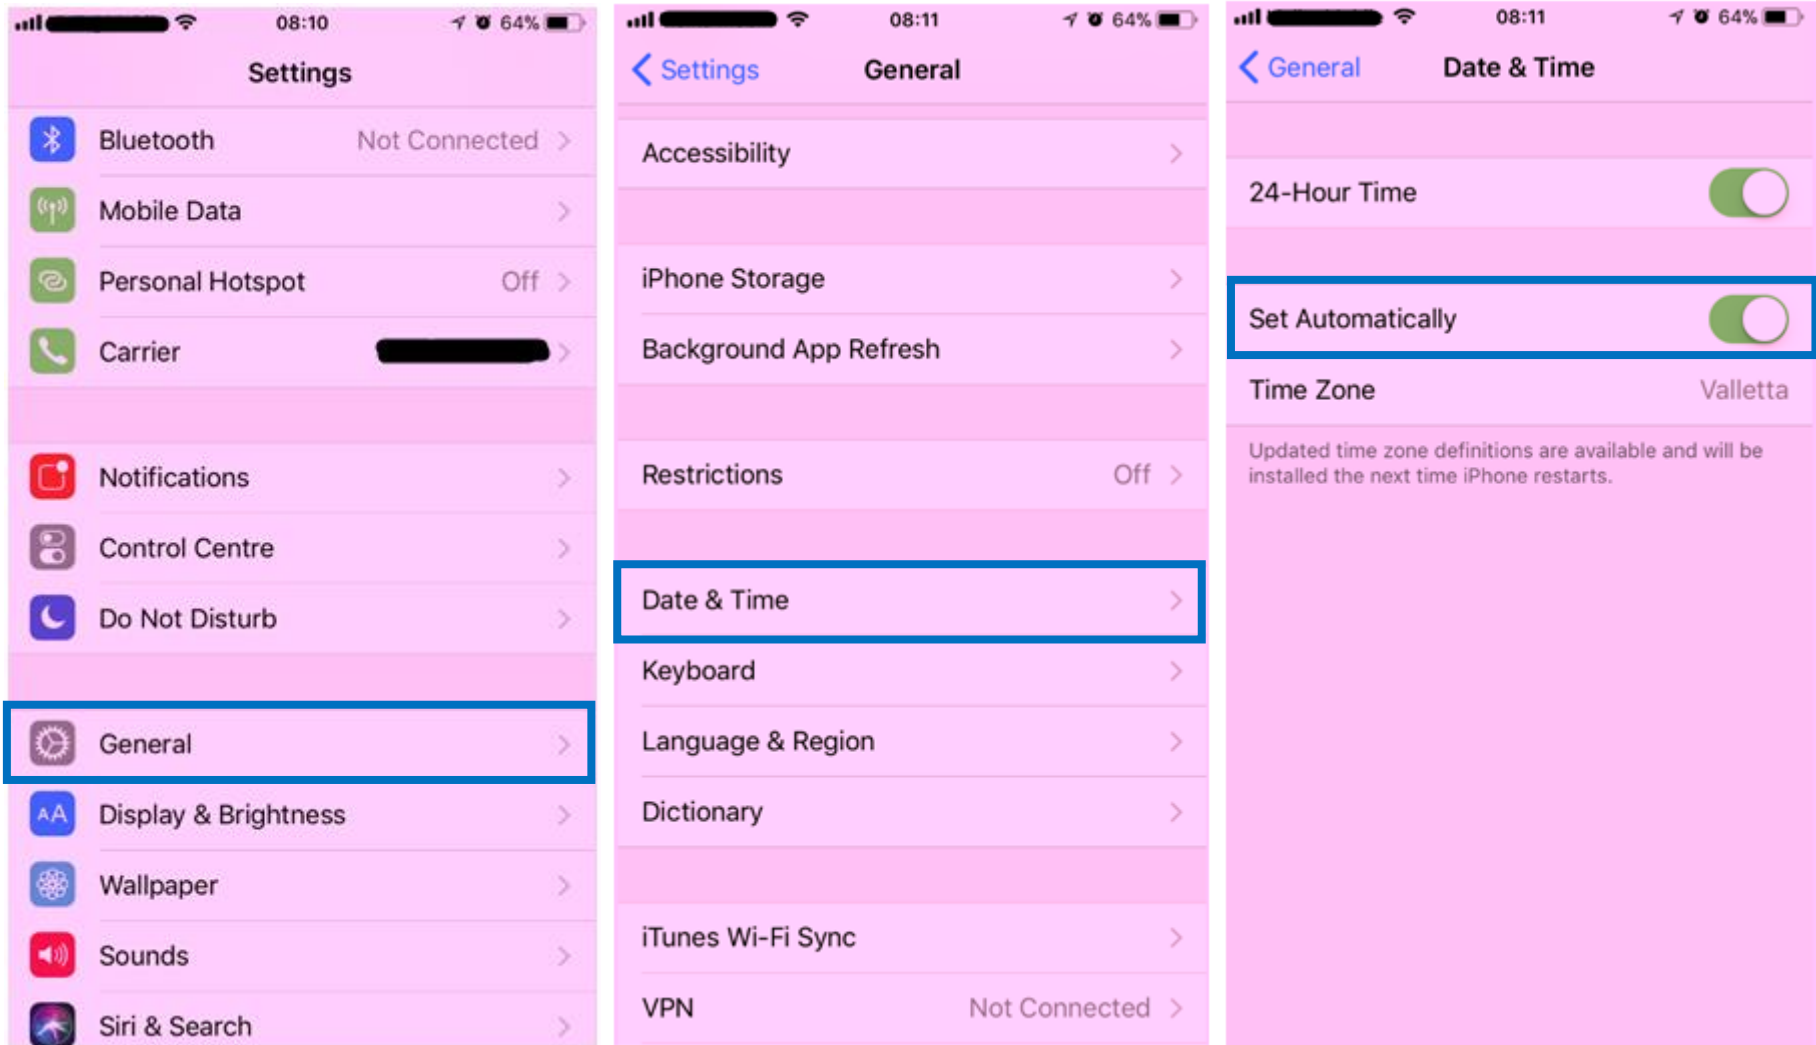 08:10
64%
Settings
Bluetooth Not Connected
Mobile Data
Personal Hotspot Off
Carrier
Notifications
Control Centre
Do Not Disturb
General
AA Display & Brightness
Wallpaper
Sounds
Siri & Search
08:11
64%
Settings General
Accessibility
iPhone Storage
Background App Refresh
Restrictions Off
Date & Time
Keyboard
Language & Region
Dictionary
iTunes Wi-Fi Sync
VPN Not Connected
08:11
64%
General Date & Time
24-Hour Time
Set Automatically
Time Zone Valletta
Updated time zone definitions are available and will be
installed the next time iPhone restarts.